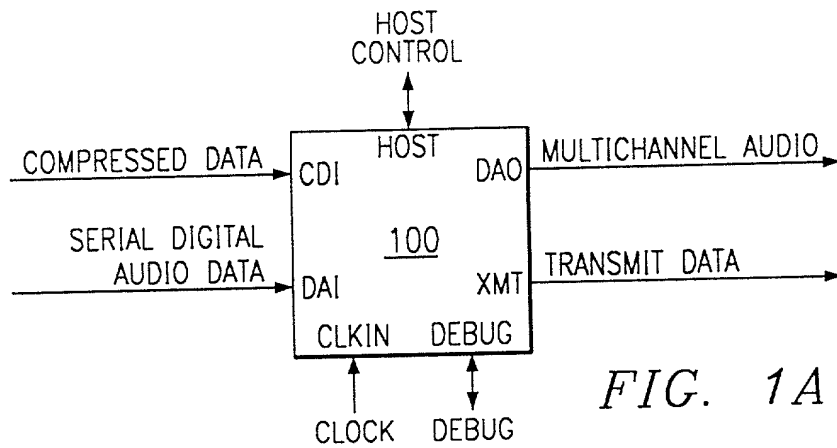 HOST
CONTROL
COMPRESSED DATA
HOST
MULTICHANNEL AUDIO
CDI
DAO
SERIAL DIGITAL
AUDIO DATA
100
TRANSMIT DATA
DAI
XMT
CLKIN
DEBUG
CLOCK
DEBUG
FIG. 1A